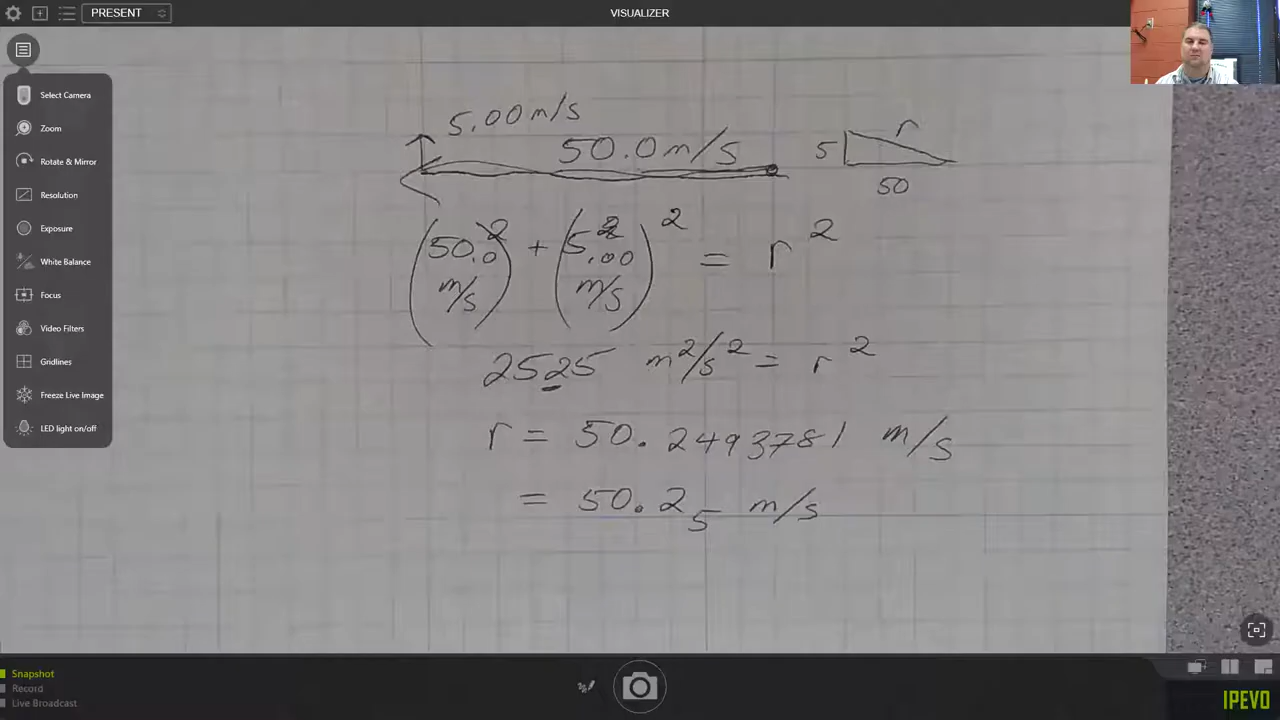 PRESENT
VISUALIZER
Select Camera
Zoom
Rotate & Mirror
Resolution
Exposure
White Balance
Focus
Video Filters
Gridlines
Freeze Live Image
LED light on/off
5.00 m/s
50.0 m/s
5
r
50
(50.0 m/s)² + (5.00 m/s)² = r²
2525 m²/s² = r²
r = 50.2493781 m/s
= 50.2₅ m/s
Snapshot
Record
Live Broadcast
IPEVO